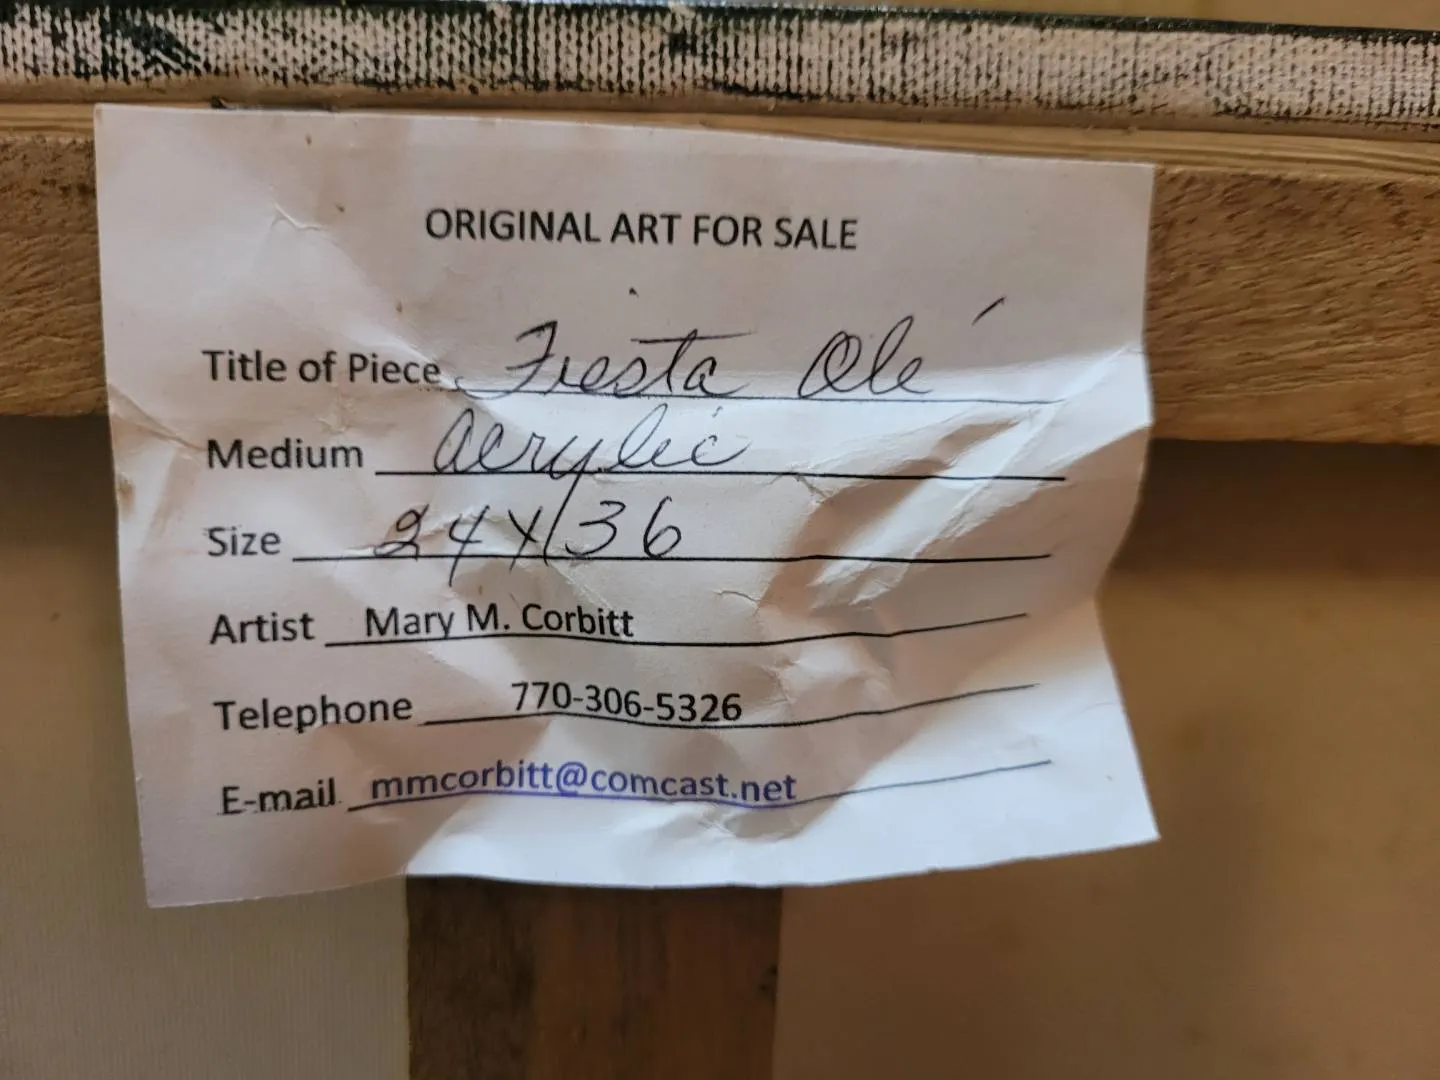 ORIGINAL ART FOR SALE
Title of Piece Fiesta Olé
Medium acrylic
Size 24x36
Artist Mary M. Corbitt
Telephone 770-306-5326
E-mail mmcorbitt@comcast.net